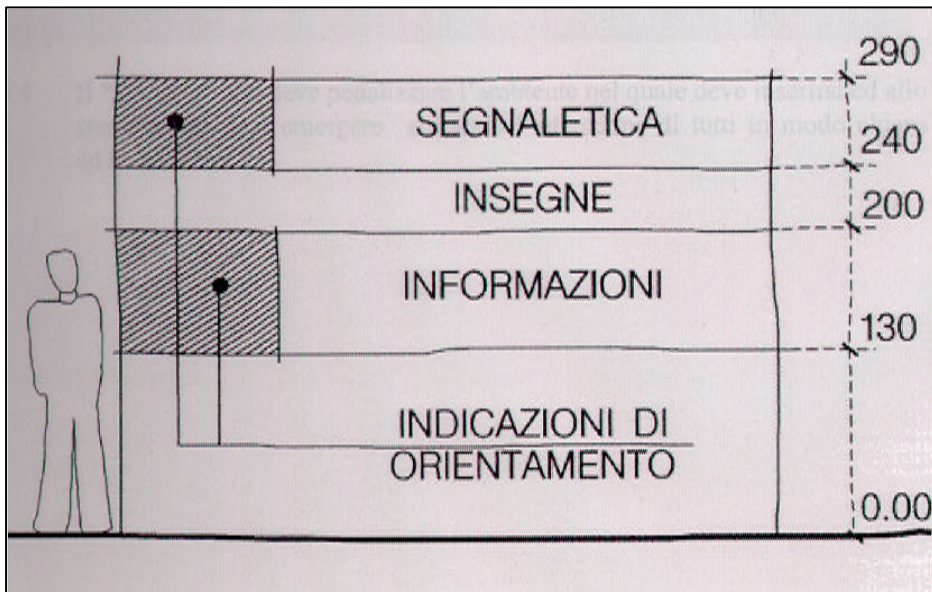 290
SEGNALETICA
240
INSEGNE
200
INFORMAZIONI
130
INDICAZIONI DI
ORIENTAMENTO
0.00